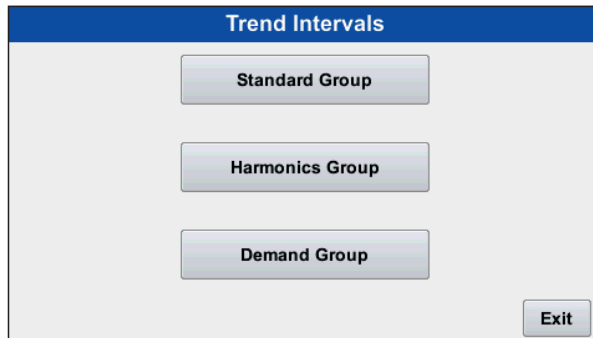 Trend Intervals
Standard Group
Harmonics Group
Demand Group
Exit